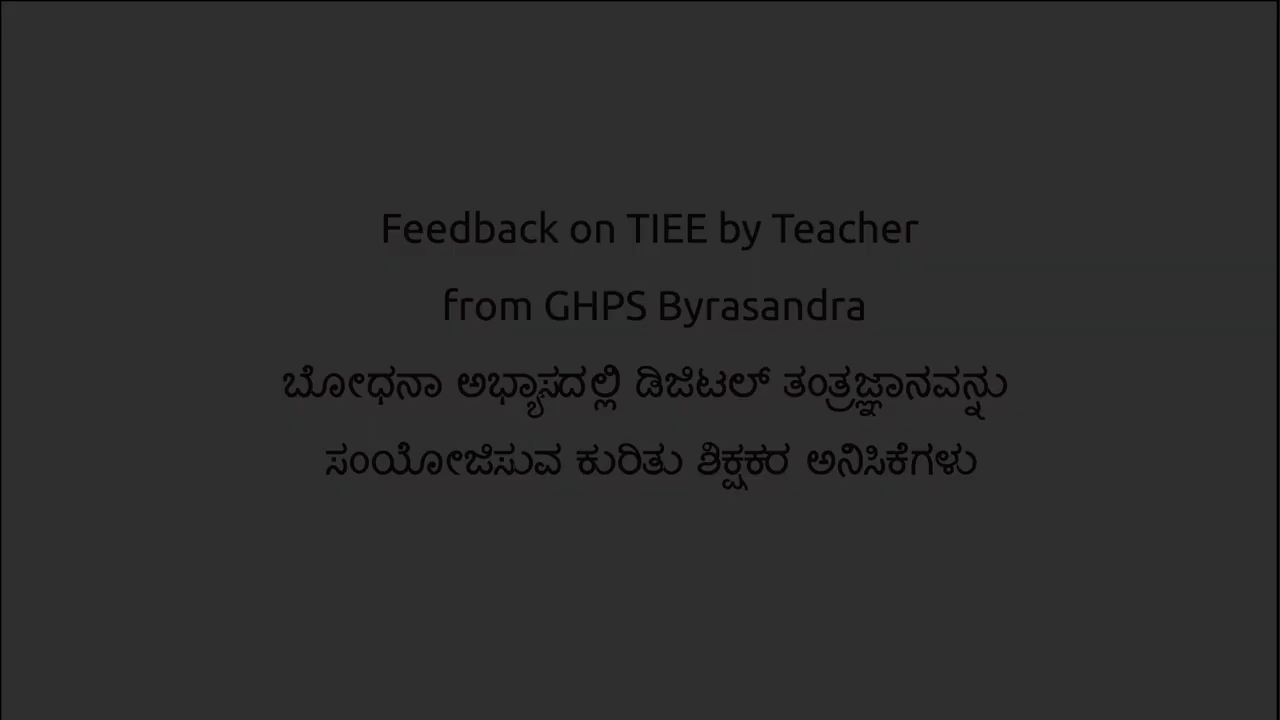 Feedback on TIEE by Teacher
from GHPS Byrasandra
ಬೋಧನಾ ಅಭ್ಯಾಸದಲ್ಲಿ ಡಿಜಿಟಲ್ ತಂತ್ರಜ್ಞಾನವನ್ನು
ಸಂಯೋಜಿಸುವ ಕುರಿತು ಶಿಕ್ಷಕರ ಅನಿಸಿಕೆಗಳು